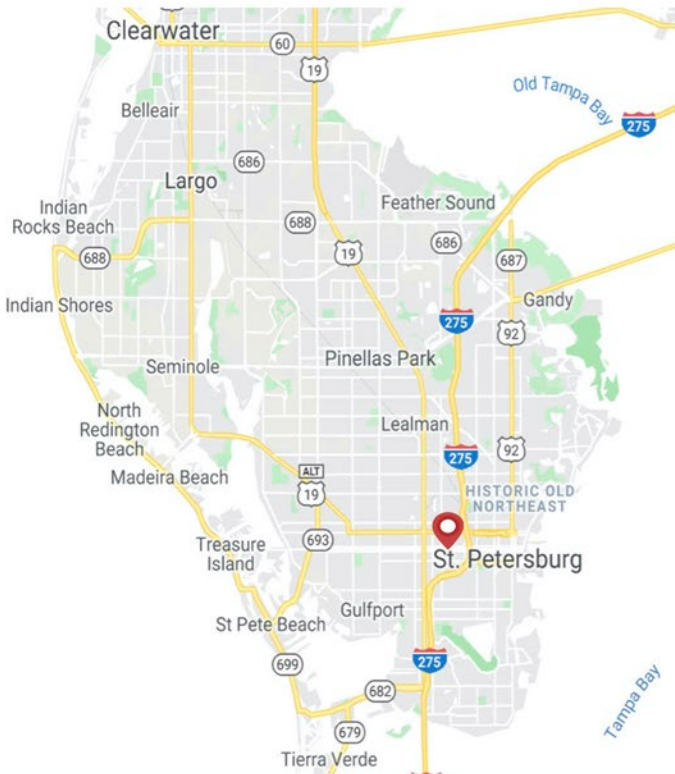 Clearwater
60
19
Old Tampa Bay
275
Belleair
686
Largo
Feather Sound
Indian
Rocks Beach
688
19
686
687
688
Indian Shores
Gandy
275
92
Seminole
Pinellas Park
North
Redington
Beach
Lealman
92
275
Madeira Beach
ALT
19
HISTORIC OLD
NORTHEAST
693
Treasure
Island
St. Petersburg
Gulfport
St Pete Beach
699
275
682
Tampa Bay
679
Tierra Verde